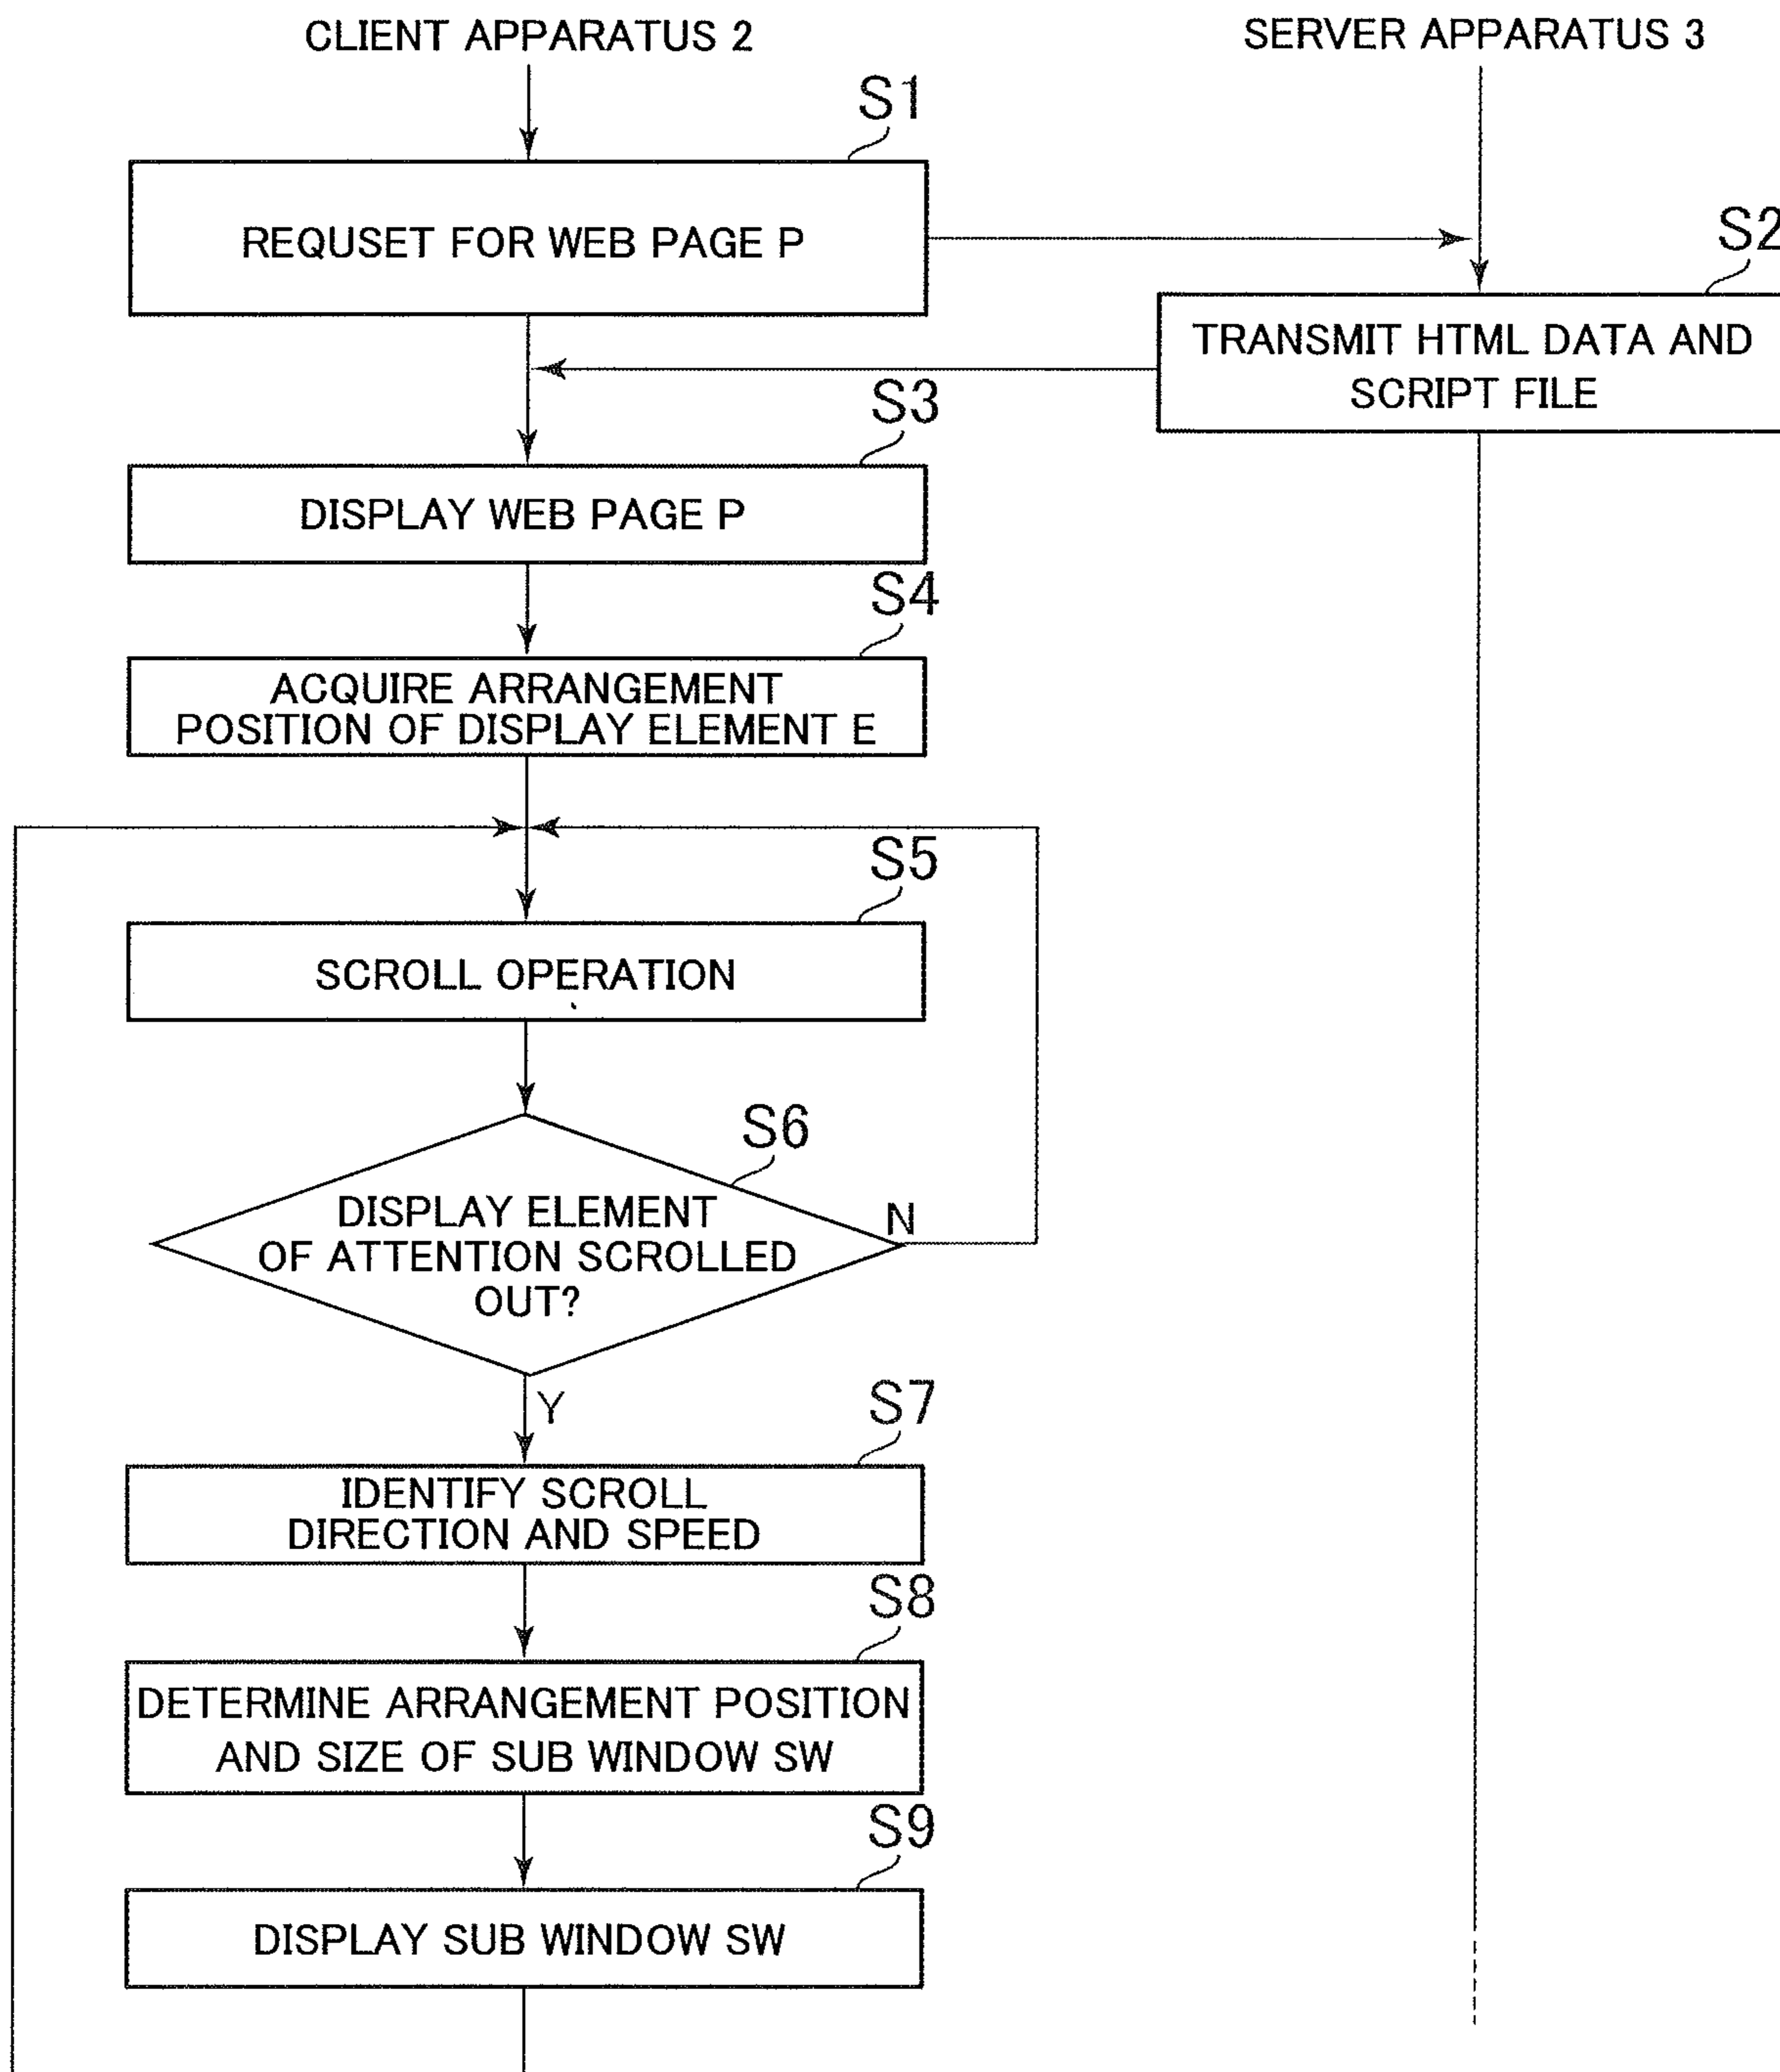 CLIENT APPARATUS 2
SERVER APPARATUS 3
S1
REQUSET FOR WEB PAGE P
S2
TRANSMIT HTML DATA AND
SCRIPT FILE
S3
DISPLAY WEB PAGE P
S4
ACQUIRE ARRANGEMENT
POSITION OF DISPLAY ELEMENT E
S5
SCROLL OPERATION
S6
DISPLAY ELEMENT
OF ATTENTION SCROLLED
OUT?
N
Y
S7
IDENTIFY SCROLL
DIRECTION AND SPEED
S8
DETERMINE ARRANGEMENT POSITION
AND SIZE OF SUB WINDOW SW
S9
DISPLAY SUB WINDOW SW